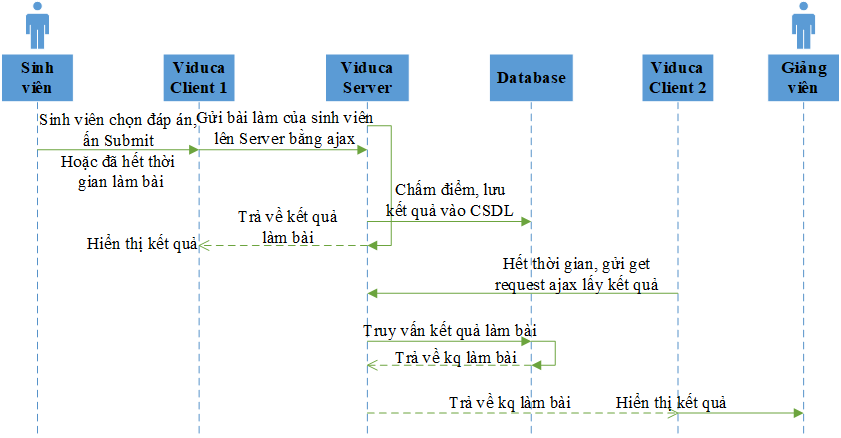 Sinh
viên
Viduca
Client 1
Viduca
Server
Database
Viduca
Client 2
Giảng
viên
Sinh viên chọn đáp án,
ấn Submit
Hoặc đã hết thời
gian làm bài
Gửi bài làm của sinh viên
lên Server bằng ajax
Chấm điểm, lưu
kết quả vào CSDL
Trả về kết quả
làm bài
Hiển thị kết quả
Hết thời gian, gửi get
request ajax lấy kết quả
Truy vấn kết quả làm bài
Trả về kq làm bài
Trả về kq làm bài
Hiển thị kết quả